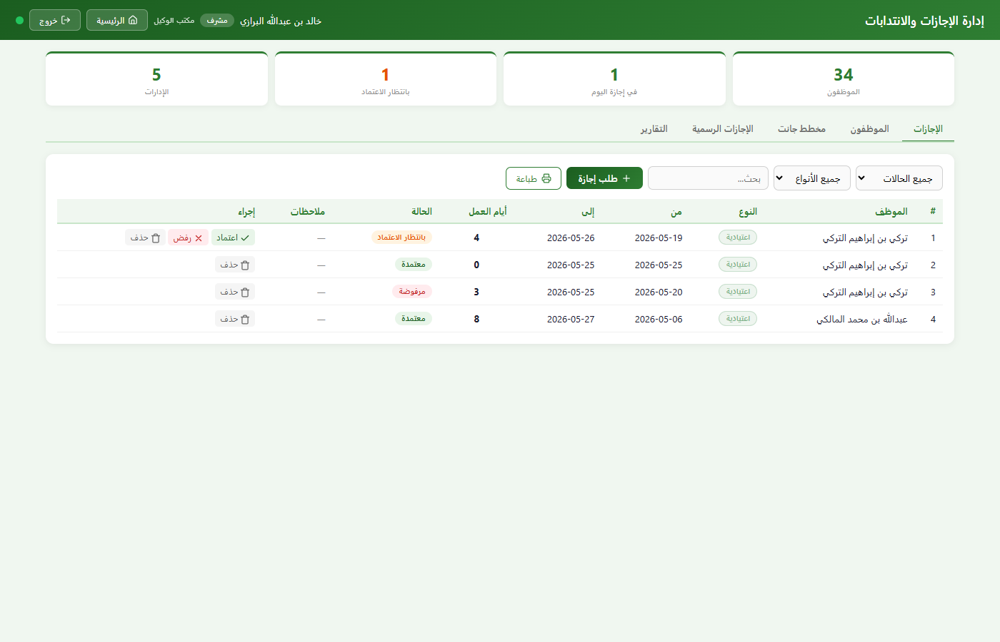 إدارة الإجازات والانتدابات
خالد بن عبدالله البرازي مشرف مكتب الوكيل الرئيسية خروج
34 1 1 5
الموظفون في إجازة اليوم بانتظار الاعتماد الإدارات
الإجازات الموظفون مخطط جانت الإجازات الرسمية التقارير
جميع الحالات جميع الأنواع بحث... + طلب إجازة طباعة
# الموظف النوع من إلى أيام العمل الحالة ملاحظات إجراء
1 تركي بن إبراهيم التركي اعتيادية 2026-05-19 2026-05-26 4 بانتظار الاعتماد — اعتماد رفض حذف
2 تركي بن إبراهيم التركي اعتيادية 2026-05-25 2026-05-25 0 معتمدة — حذف
3 تركي بن إبراهيم التركي اعتيادية 2026-05-20 2026-05-25 3 مرفوضة — حذف
4 عبدالله بن محمد المالكي اعتيادية 2026-05-06 2026-05-27 8 معتمدة — حذف